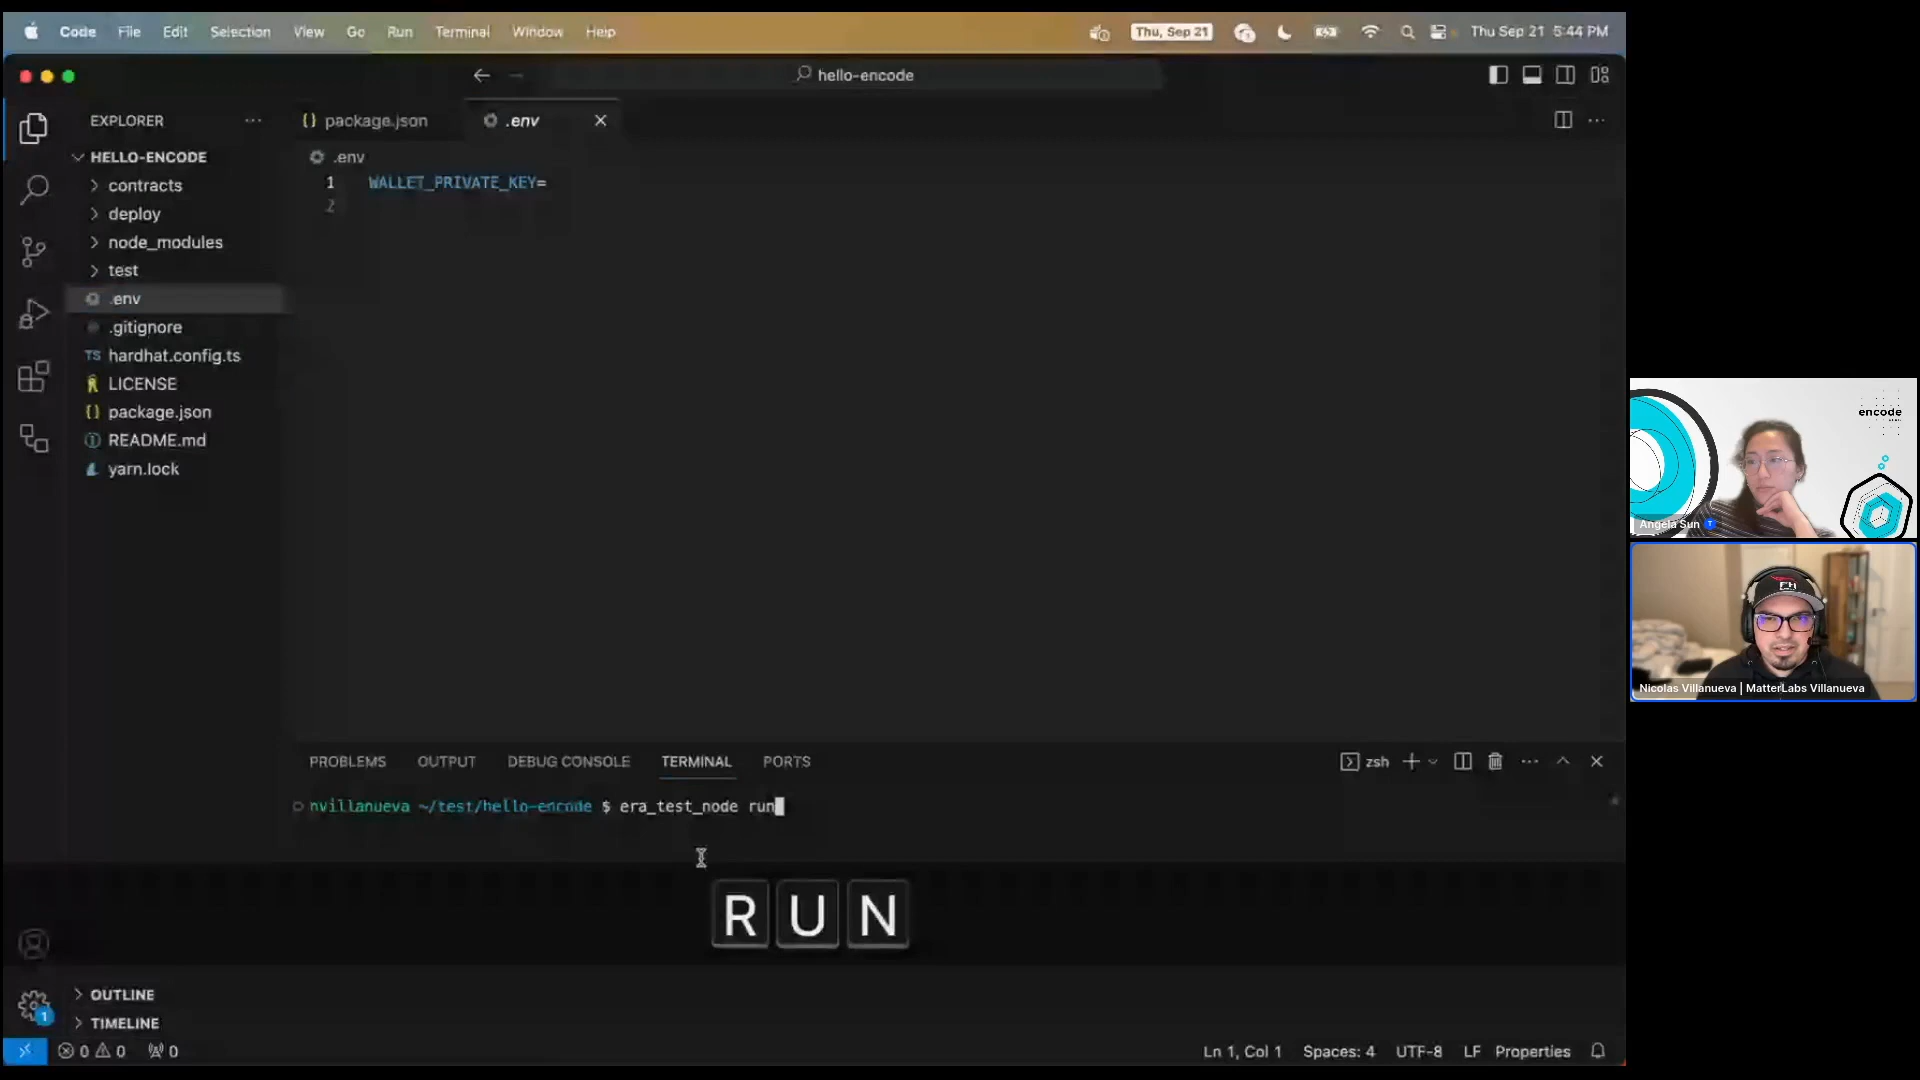 Code File Edit Selection View Go Run Terminal Window Help Thu, Sep 21 Thu Sep 21 5:44 PM
hello-encode
EXPLORER
package.json
.env
HELLO-ENCODE
.env
contracts
1 WALLET_PRIVATE_KEY=
2
deploy
node_modules
test
.env
.gitignore
TS hardhat.config.ts
LICENSE
package.json
README.md
yarn.lock
encode
Angela Sun
Nicolas Villanueva | MatterLabs Villanueva
PROBLEMS OUTPUT DEBUG CONSOLE TERMINAL PORTS zsh
nvillanueva ~/test/hello-encode $ era_test_node run
R U N
OUTLINE
1
TIMELINE
0 0 0 Ln 1, Col 1 Spaces: 4 UTF-8 LF Properties